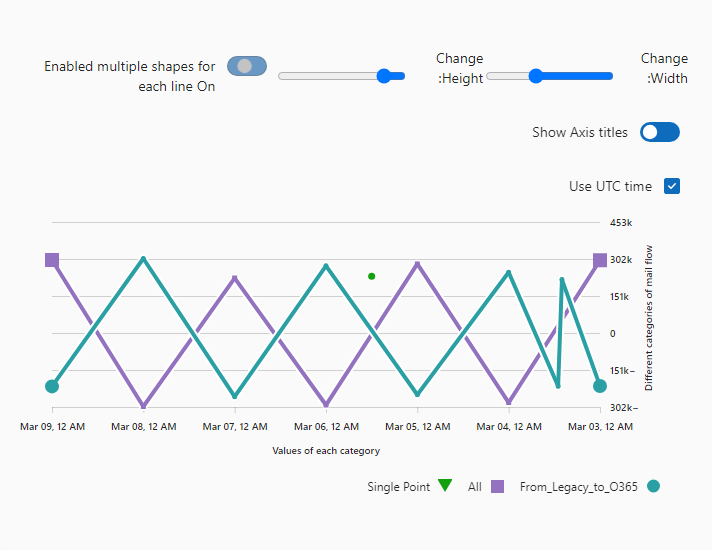 Enabled multiple shapes for
each line On
Change
:Height
Change
:Width
Show Axis titles
Use UTC time
453k
302k
151k
0
151k–
302k–
Different categories of mail flow
Mar 09, 12 AM
Mar 08, 12 AM
Mar 07, 12 AM
Mar 06, 12 AM
Mar 05, 12 AM
Mar 04, 12 AM
Mar 03, 12 AM
Values of each category
Single Point
All
From_Legacy_to_O365